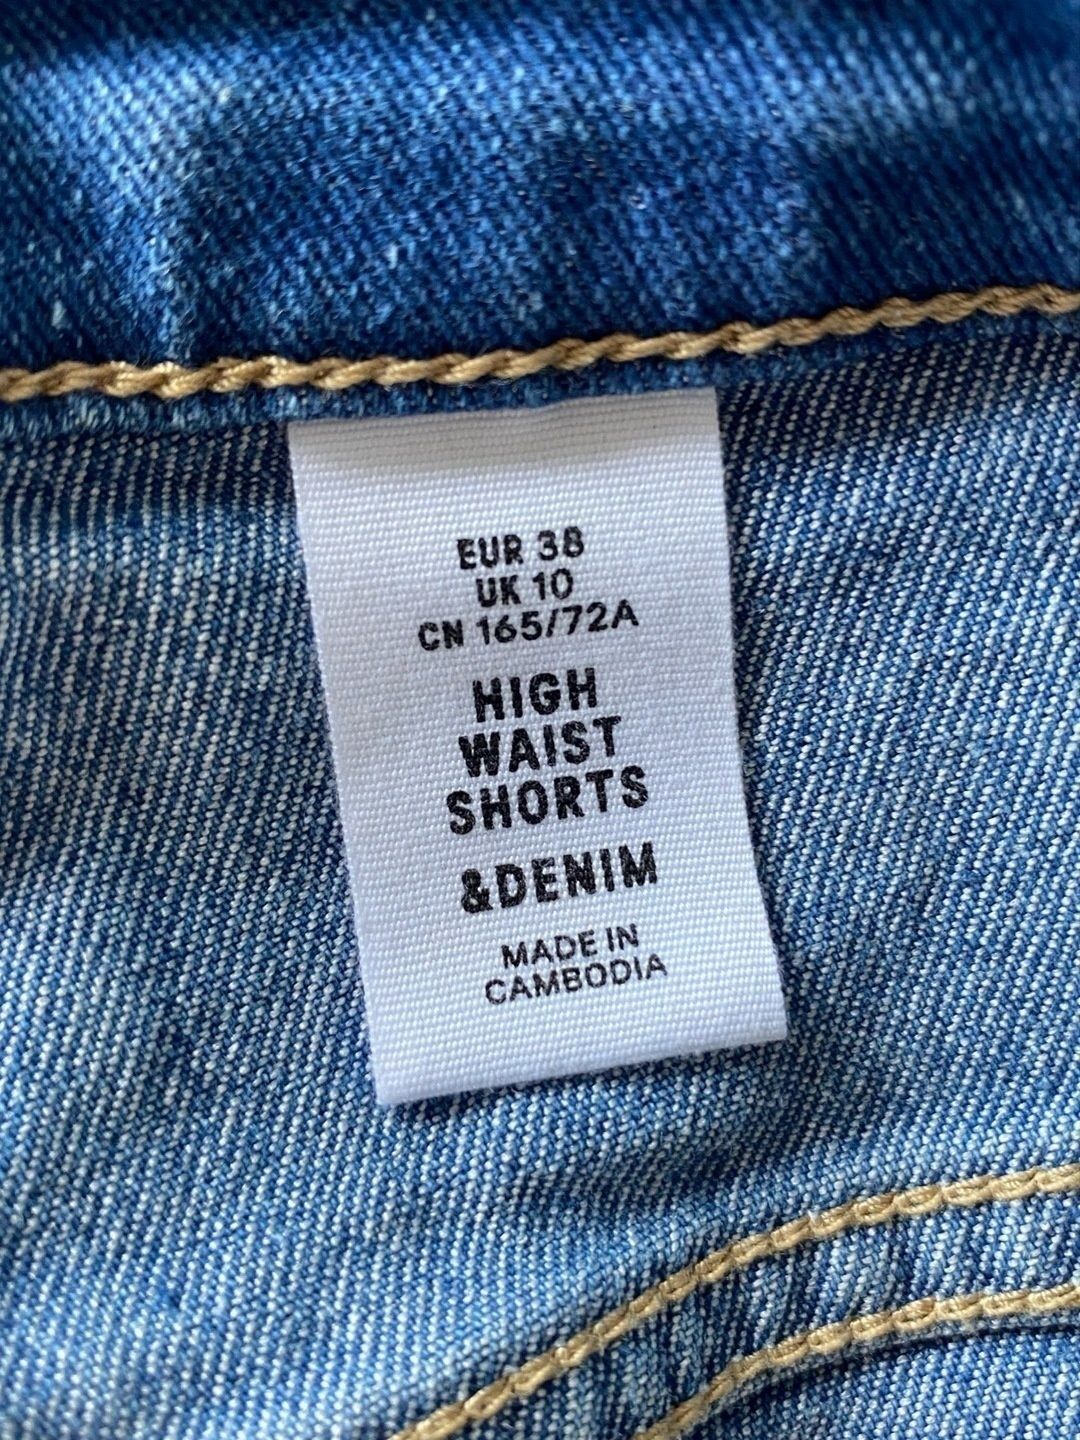 EUR 38
UK 10
CN 165/72A
HIGH
WAIST
SHORTS
&DENIM
MADE IN
CAMBODIA